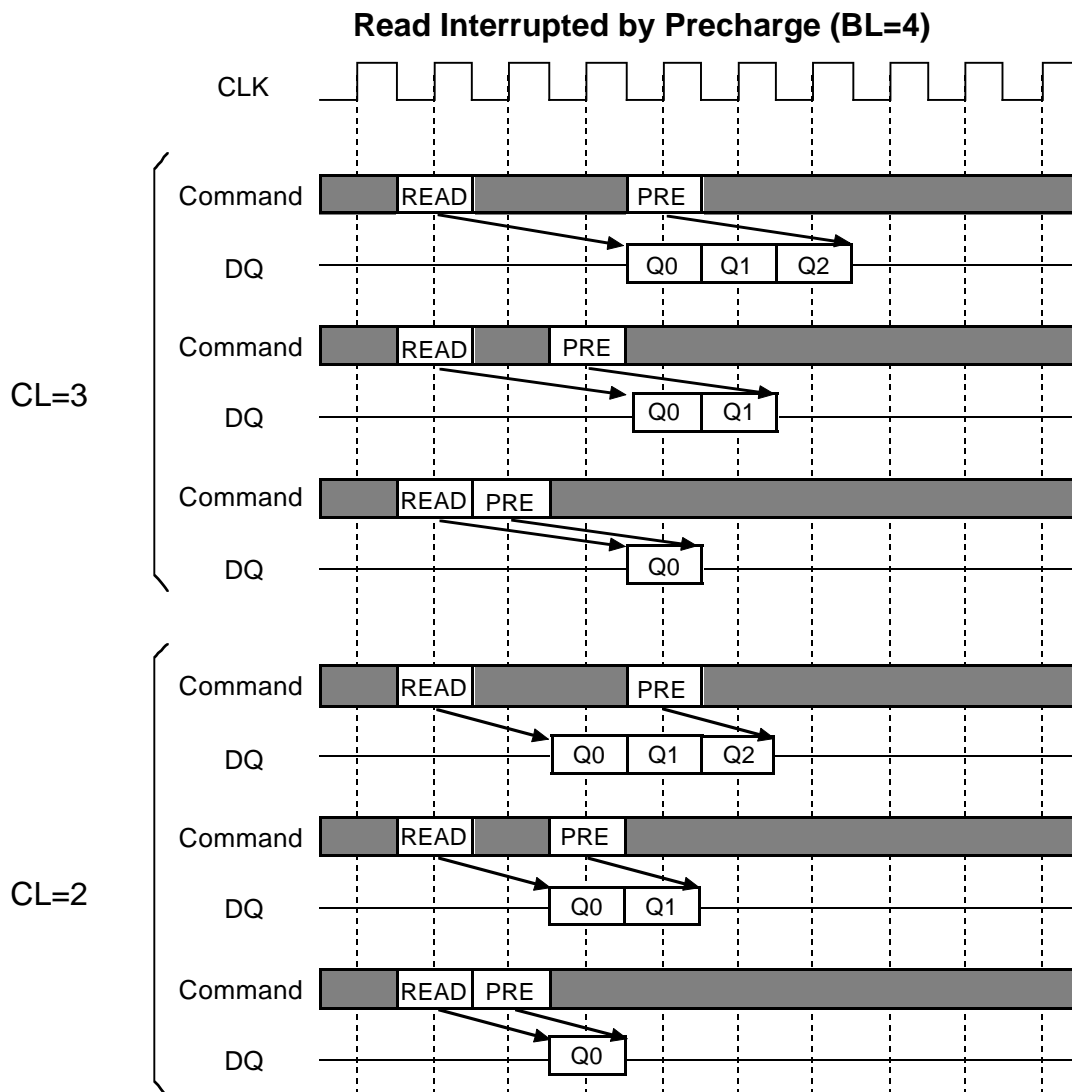 Read Interrupted by Precharge (BL=4)
CLK
Command READ PRE
DQ Q0 Q1 Q2
Command READ PRE
CL=3
DQ Q0 Q1
Command READ PRE
DQ Q0
Command READ PRE
DQ Q0 Q1 Q2
Command READ PRE
CL=2
DQ Q0 Q1
Command READ PRE
DQ Q0